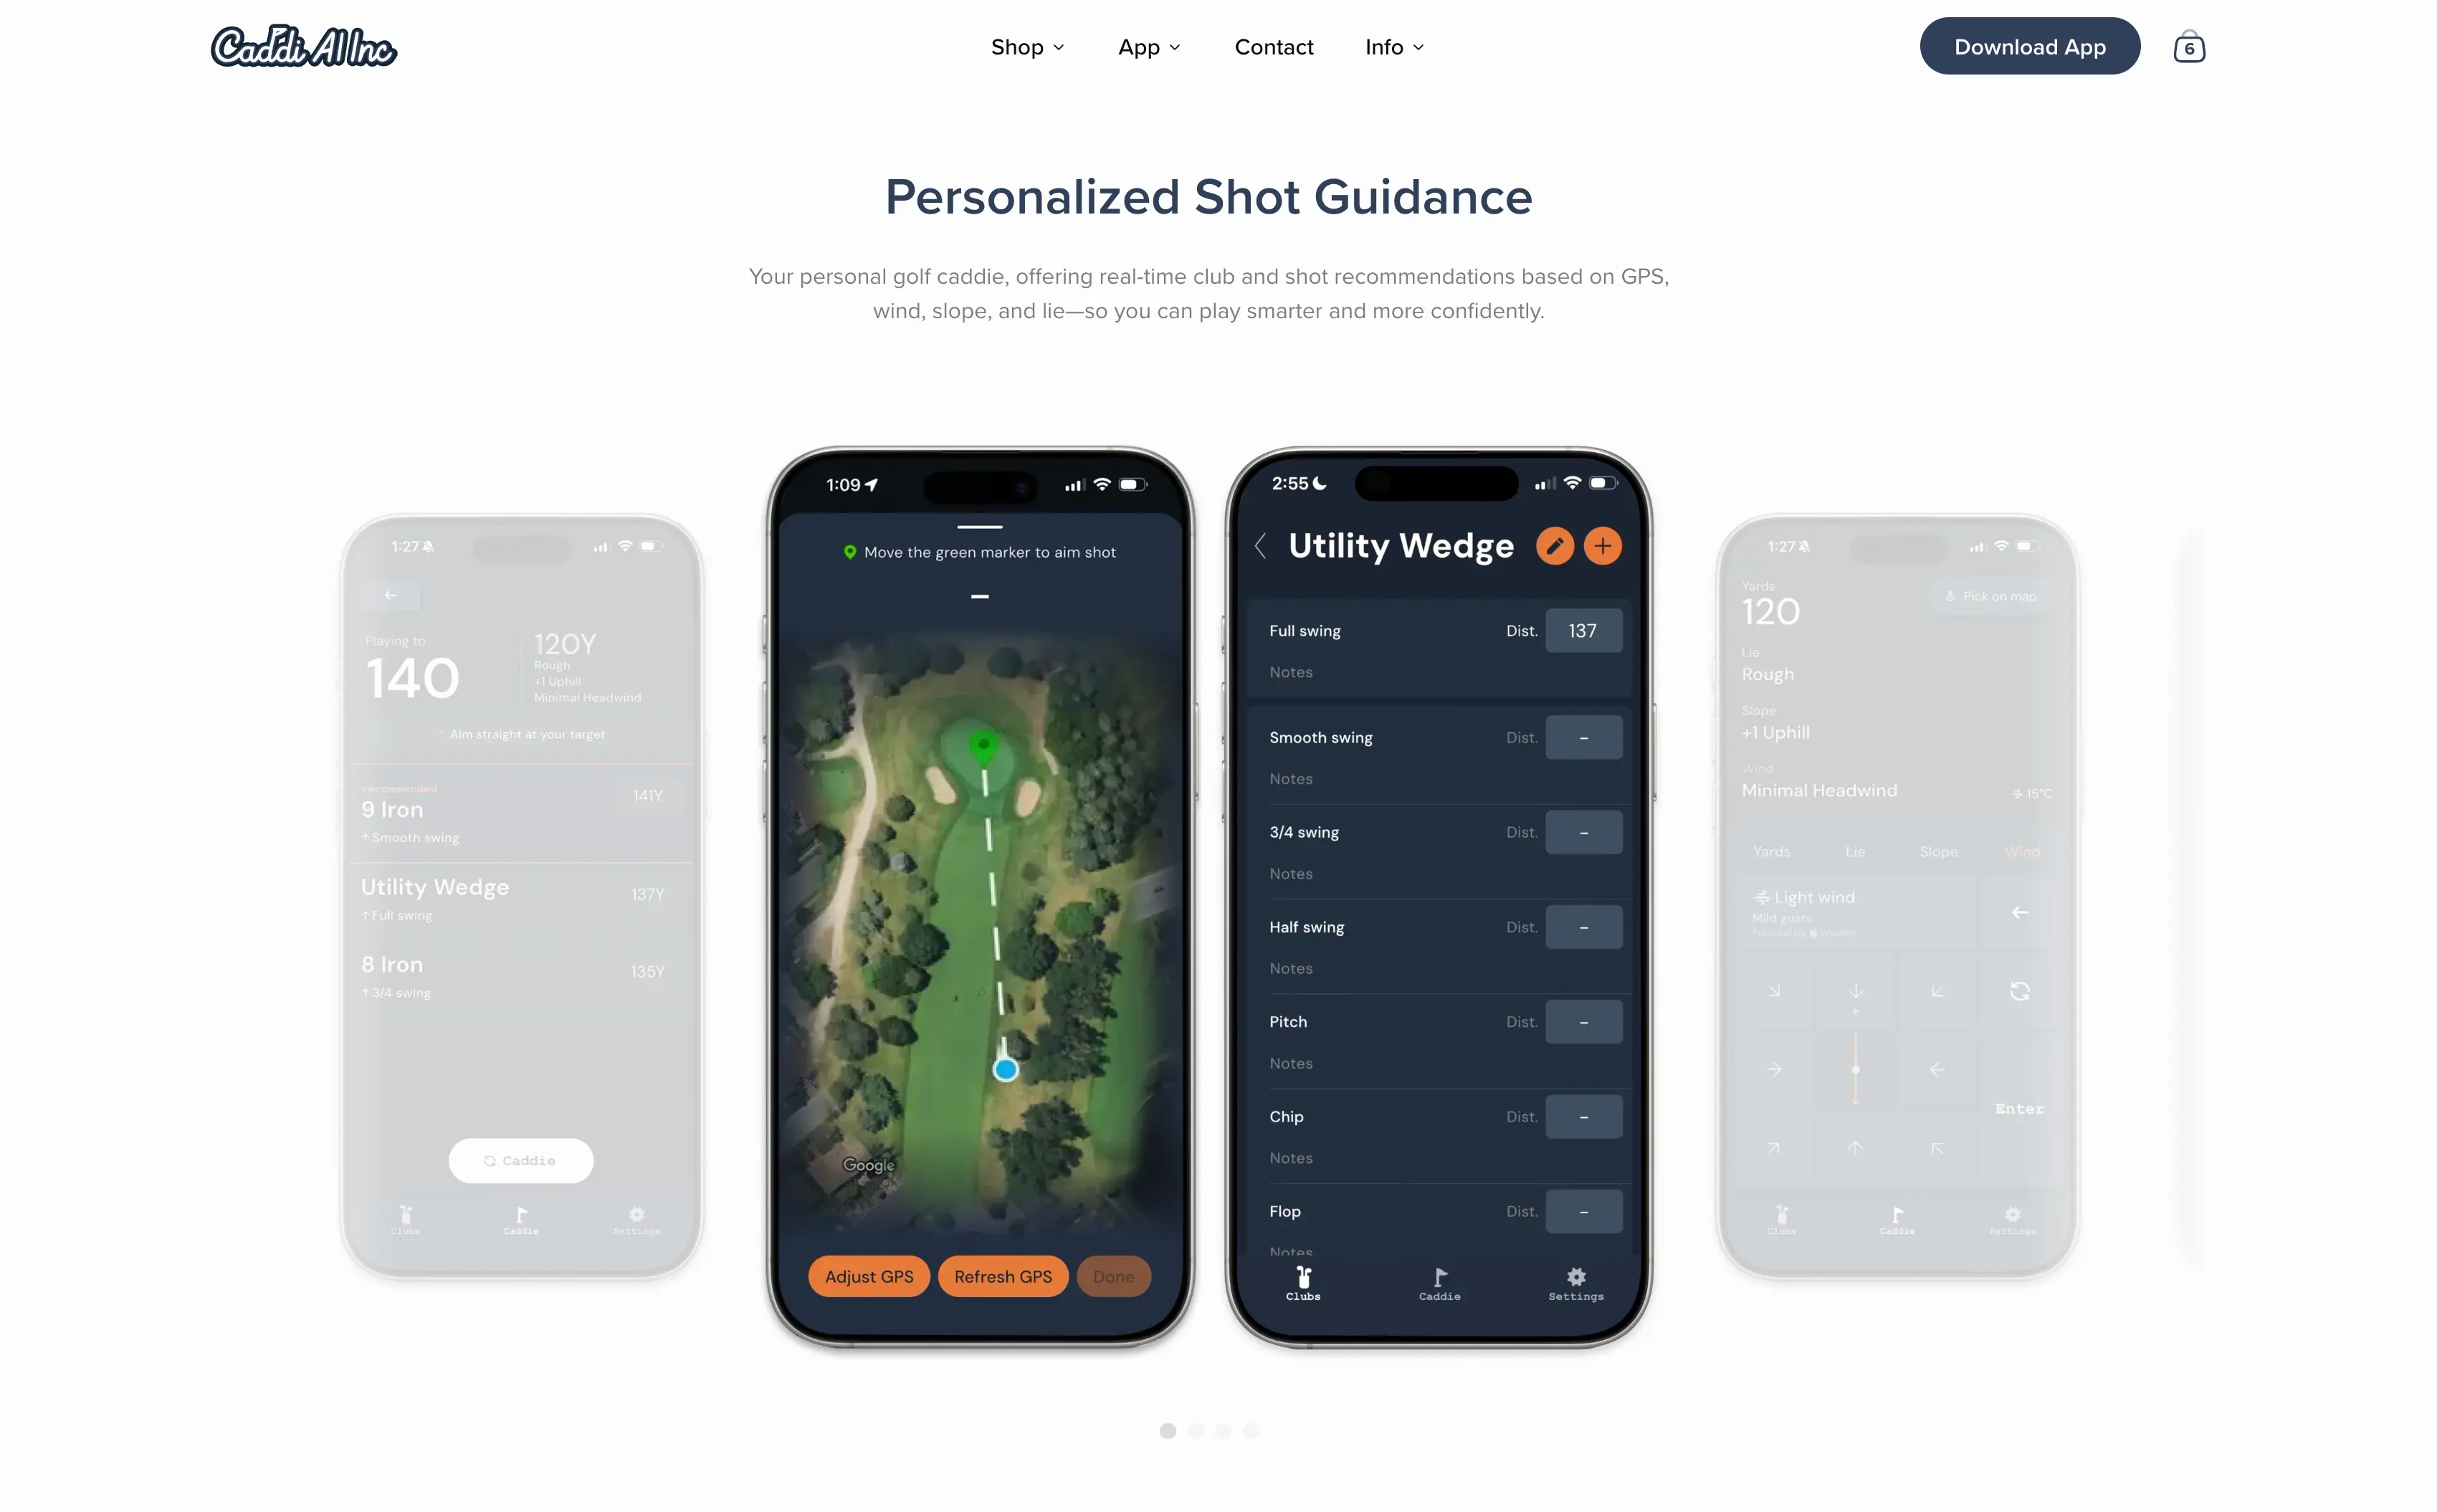 Caddi AI Inc
Shop
App
Contact
Info
Download App
6
Personalized Shot Guidance
Your personal golf caddie, offering real-time club and shot recommendations based on GPS,
wind, slope, and lie—so you can play smarter and more confidently.
1:27
Playing to
140
120Y
Rough
+1 Uphill
Minimal Headwind
Aim straight at your target
recommended
9 Iron
141Y
↑ Smooth swing
Utility Wedge
137Y
↑ Full swing
8 Iron
135Y
↑ 3/4 swing
Caddie
Clubs
Caddie
Settings
1:09
Move the green marker to aim shot
Google
Adjust GPS
Refresh GPS
Done
2:55
Utility Wedge
Full swing
Dist.
137
Notes
Smooth swing
Dist.
-
Notes
3/4 swing
Dist.
-
Notes
Half swing
Dist.
-
Notes
Pitch
Dist.
-
Notes
Chip
Dist.
-
Notes
Flop
Dist.
-
Notes
Clubs
Caddie
Settings
1:27
Yards
120
Pick on map
Lie
Rough
Slope
+1 Uphill
Wind
Minimal Headwind
15°C
Yards
Lie
Slope
Wind
Light wind
Mild gusts
Powered by Weather
Enter
Clubs
Caddie
Settings